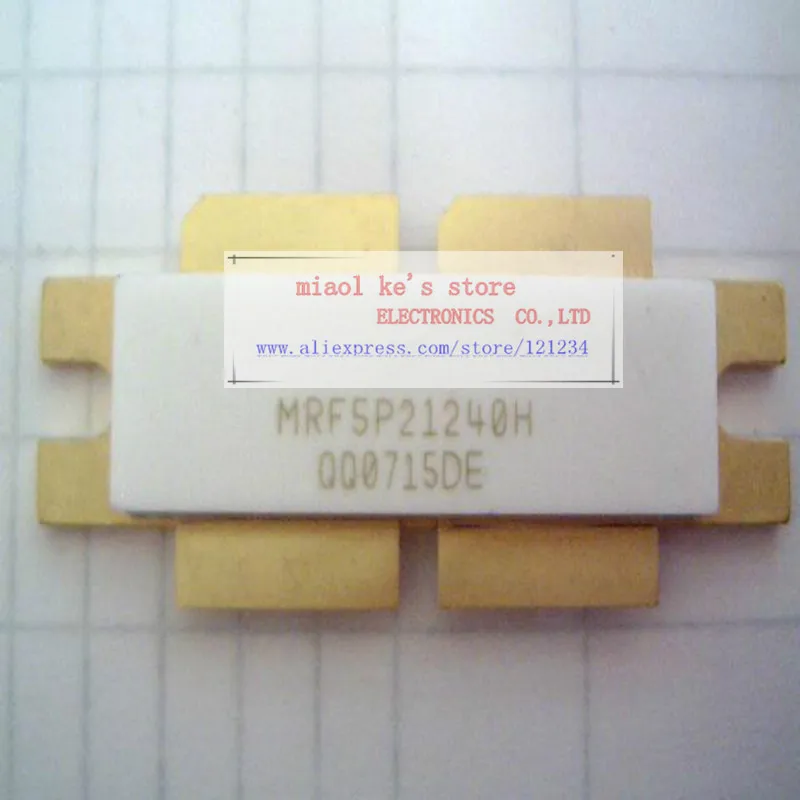 miaol ke's store
ELECTRONICS CO.,LTD
www.aliexpress.com/store/121234
MRF5P21240H
QQ0715DE